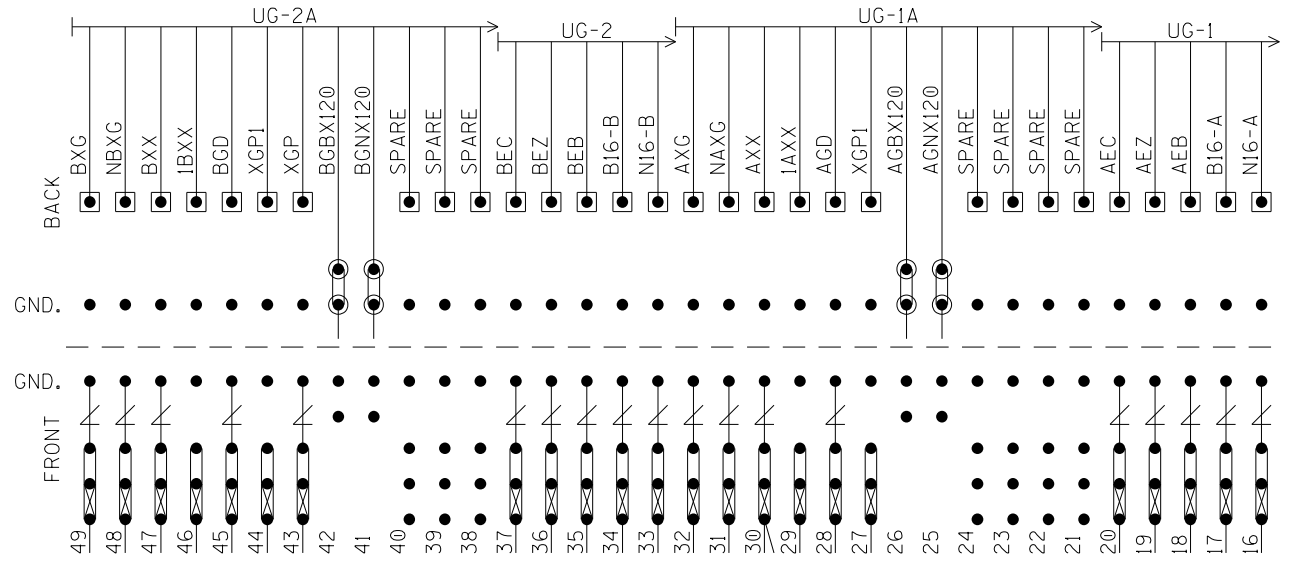 UG-2A
UG-2
UG-1A
UG-1
BACK
BXG
NBXG
BXX
1BXX
BGD
XGP1
XGP
BGBX120
BGNX120
SPARE
SPARE
SPARE
BEC
BEZ
BEB
B16-B
N16-B
AXG
NAXG
AXX
1AXX
AGD
XGP1
AGBX120
AGNX120
SPARE
SPARE
SPARE
SPARE
AEC
AEZ
AEB
B16-A
N16-A
GND.
GND.
FRONT
49
48
47
46
45
44
43
42
41
40
39
38
37
36
35
34
33
32
31
30
29
28
27
26
25
24
23
22
21
20
19
18
17
16